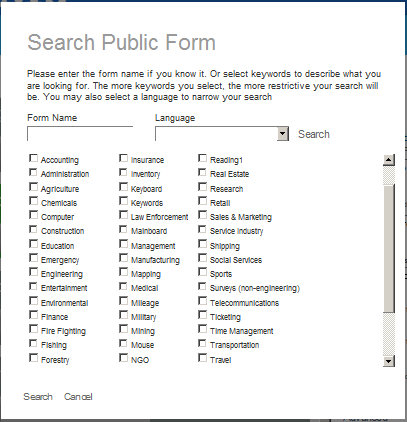 Search Public Form
Please enter the form name if you know it. Or select keywords to describe what you
are looking for. The more keywords you select, the more restrictive your search will
be. You may also select a language to narrow your search
Form Name Language
Search
Accounting Insurance Reading1
Administration Inventory Real Estate
Agriculture Keyboard Research
Chemicals Keywords Retail
Computer Law Enforcement Sales & Marketing
Construction Mainboard Service Industry
Education Management Shipping
Emergency Manufacturing Social Services
Engineering Mapping Sports
Entertainment Medical Surveys (non-engineering)
Environmental Mileage Telecommunications
Finance Military Ticketing
Fire Fighting Mining Time Management
Fishing Mouse Transportation
Forestry NGO Travel
Search Cancel